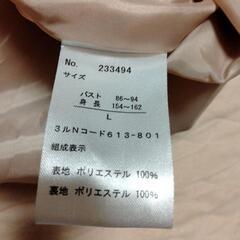 No. 233494
サイズ
バスト 86～94
身長 154～162
L
3ルNコード613-801
組成表示
表地 ポリエステル 100%
裏地 ポリエステル 100%